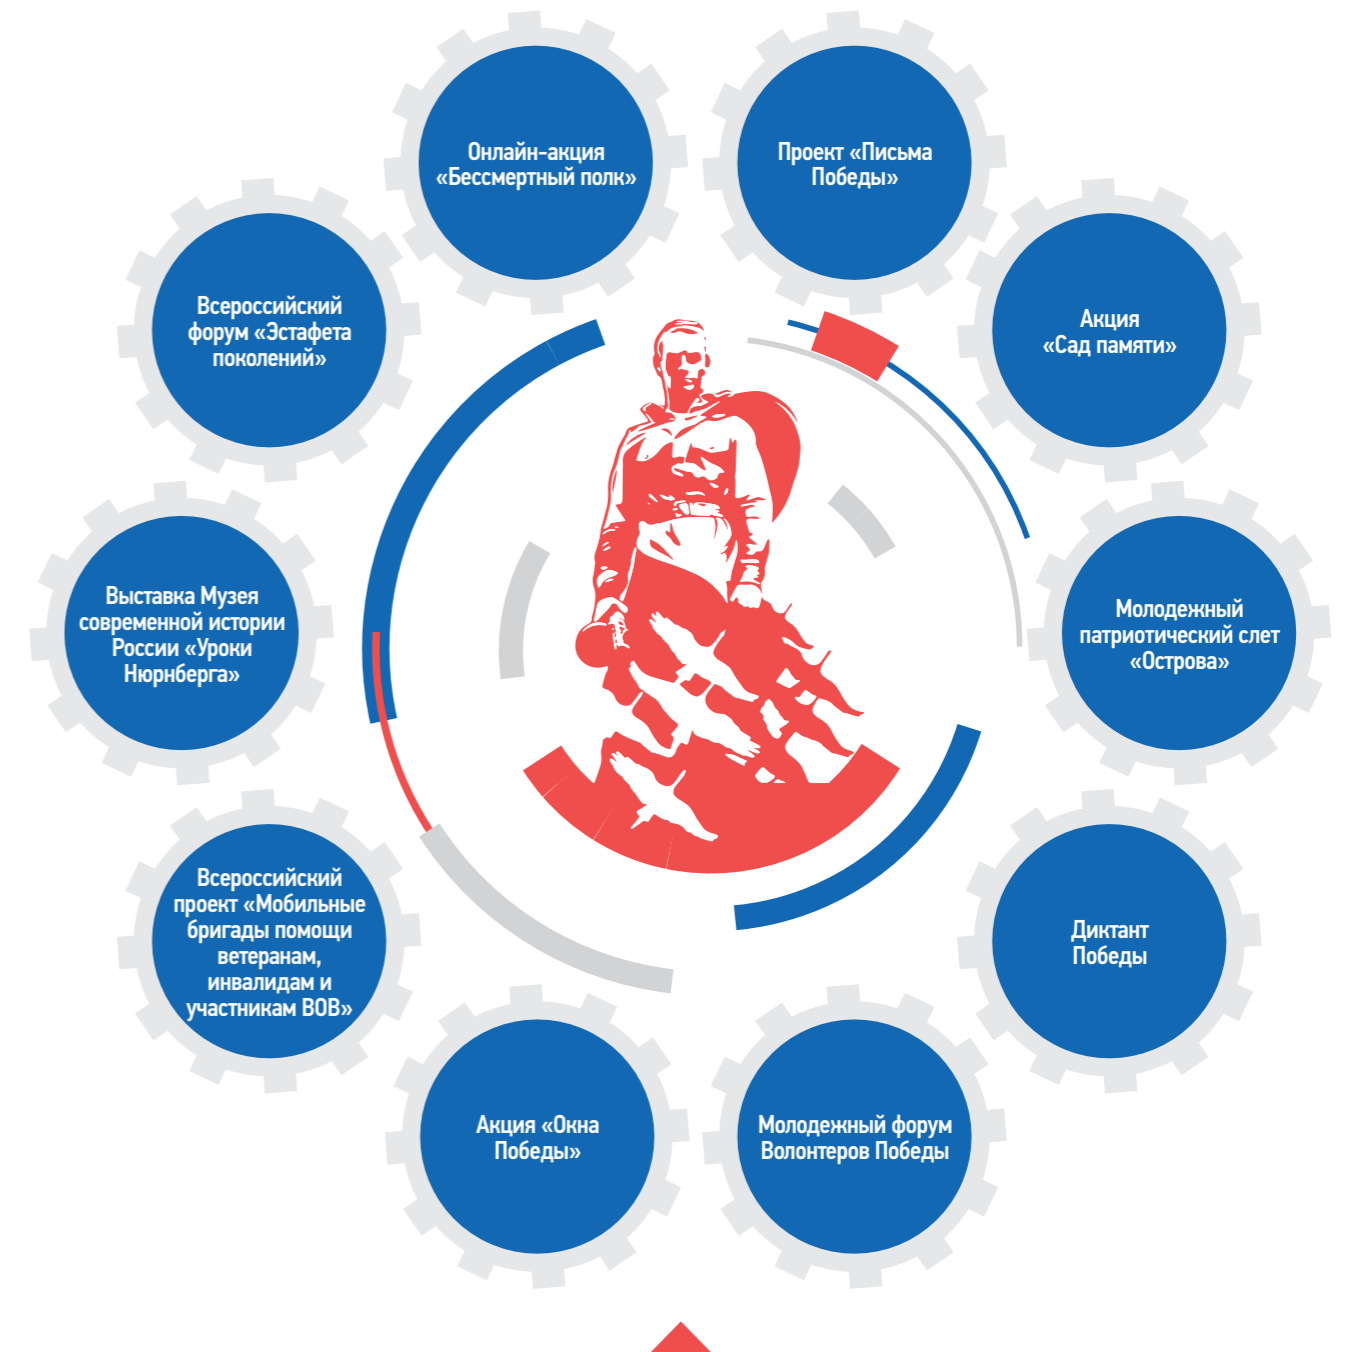 Онлайн-акция
«Бессмертный полк»
Проект «Письма
Победы»
Всероссийский
форум «Эстафета
поколений»
Акция
«Сад памяти»
Выставка Музея
современной истории
России «Уроки
Нюрнберга»
Молодежный
патриотический слет
«Острова»
Всероссийский
проект «Мобильные
бригады помощи
ветеранам,
инвалидам и
участникам ВОВ»
Диктант
Победы
Акция «Окна
Победы»
Молодежный форум
Волонтеров Победы